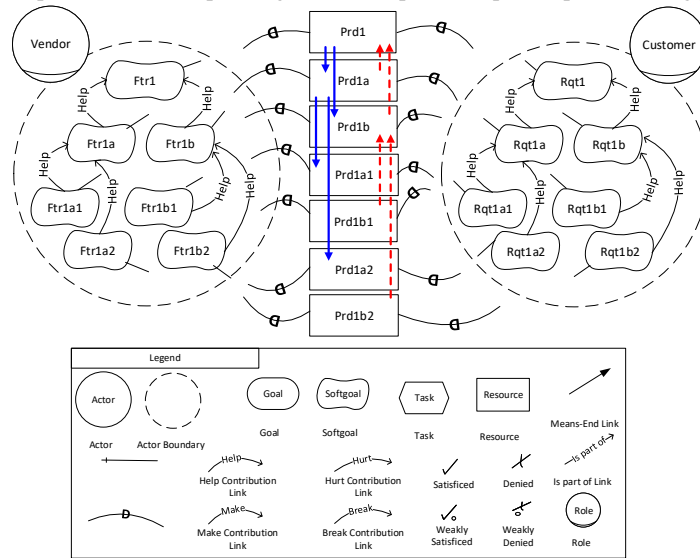 Vendor
Customer
Prd1
Prd1a
Prd1b
Prd1a1
Prd1b1
Prd1a2
Prd1b2
D
D
D
D
D
D
D
D
D
D
D
D
D
D
Ftr1
Help
Help
Ftr1a
Ftr1b
Help
Help
Help
Help
Ftr1a1
Ftr1b1
Ftr1a2
Ftr1b2
Rqt1
Help
Help
Rqt1a
Rqt1b
Help
Help
Help
Help
Rqt1a1
Rqt1b1
Rqt1a2
Rqt1b2
Legend
Actor
Goal
Softgoal
Task
Resource
Actor
Actor Boundary
Goal
Softgoal
Task
Resource
Means-End Link
Help
Help Contribution
Link
Hurt
Hurt Contribution
Link
Satisficed
Denied
Is part of
Is part of Link
D
Make
Make Contribution
Link
Break
Break Contribution
Link
Weakly
Satisficed
Weakly
Denied
Role
Role